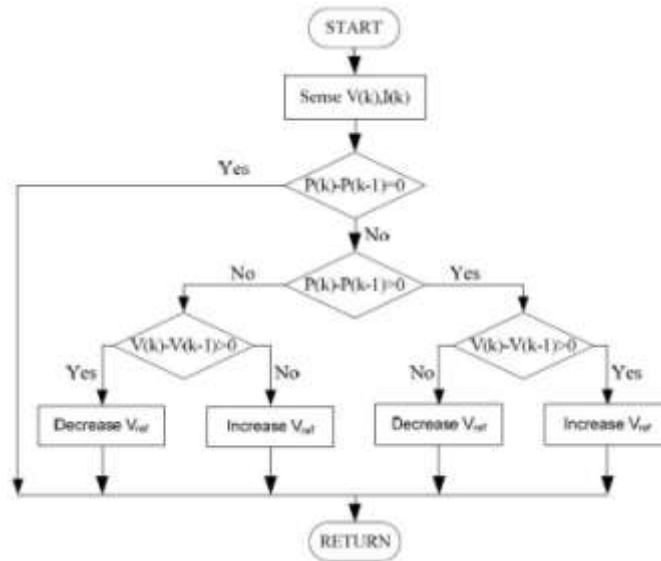 START
Sense V(k),I(k)
Yes
P(k)-P(k-1)=0
No
No
P(k)-P(k-1)>0
Yes
V(k)-V(k-1)>0
V(k)-V(k-1)>0
Yes
No
No
Yes
Decrease Vref
Increase Vref
Decrease Vref
Increase Vref
RETURN